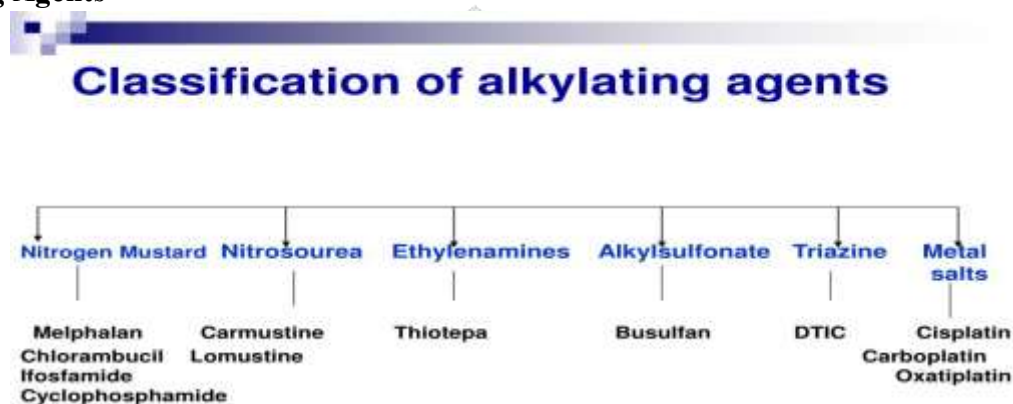 g Agents
Classification of alkylating agents
Nitrogen Mustard Nitrosourea Ethylenamines Alkylsulfonate Triazine Metal
salts
Melphalan Carmustine Thiotepa Busulfan DTIC Cisplatin
Chlorambucil Lomustine Carboplatin
Ifosfamide Oxatiplatin
Cyclophosphamide